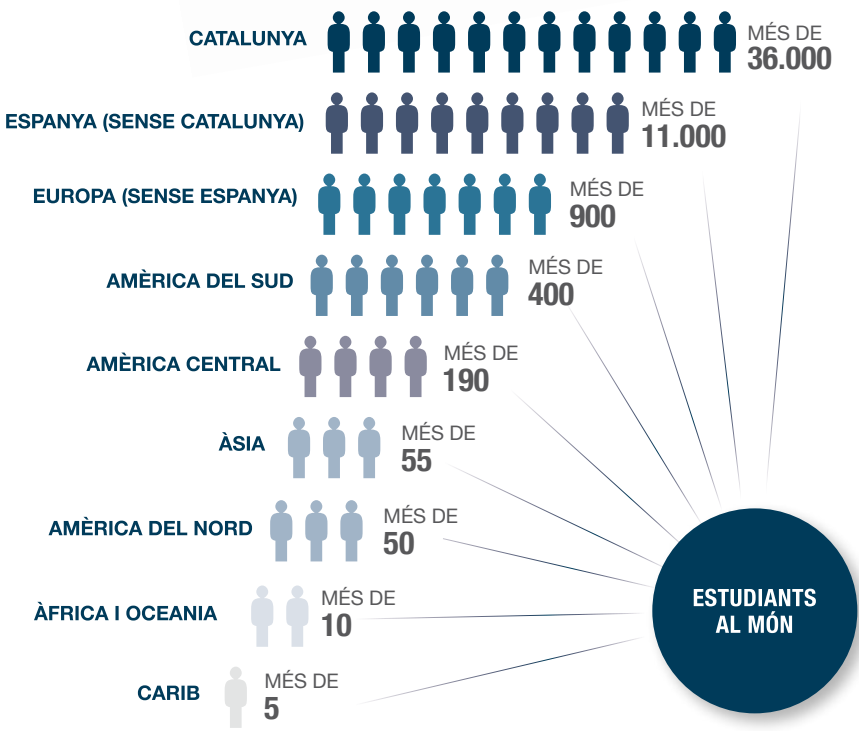 CATALUNYA
MÉS DE
36.000
ESPANYA (SENSE CATALUNYA)
MÉS DE
11.000
EUROPA (SENSE ESPANYA)
MÉS DE
900
AMÈRICA DEL SUD
MÉS DE
400
AMÈRICA CENTRAL
MÉS DE
190
ÀSIA
MÉS DE
55
AMÈRICA DEL NORD
MÉS DE
50
ÀFRICA I OCEANIA
MÉS DE
10
CARIB
MÉS DE
5
ESTUDIANTS
AL MÓN